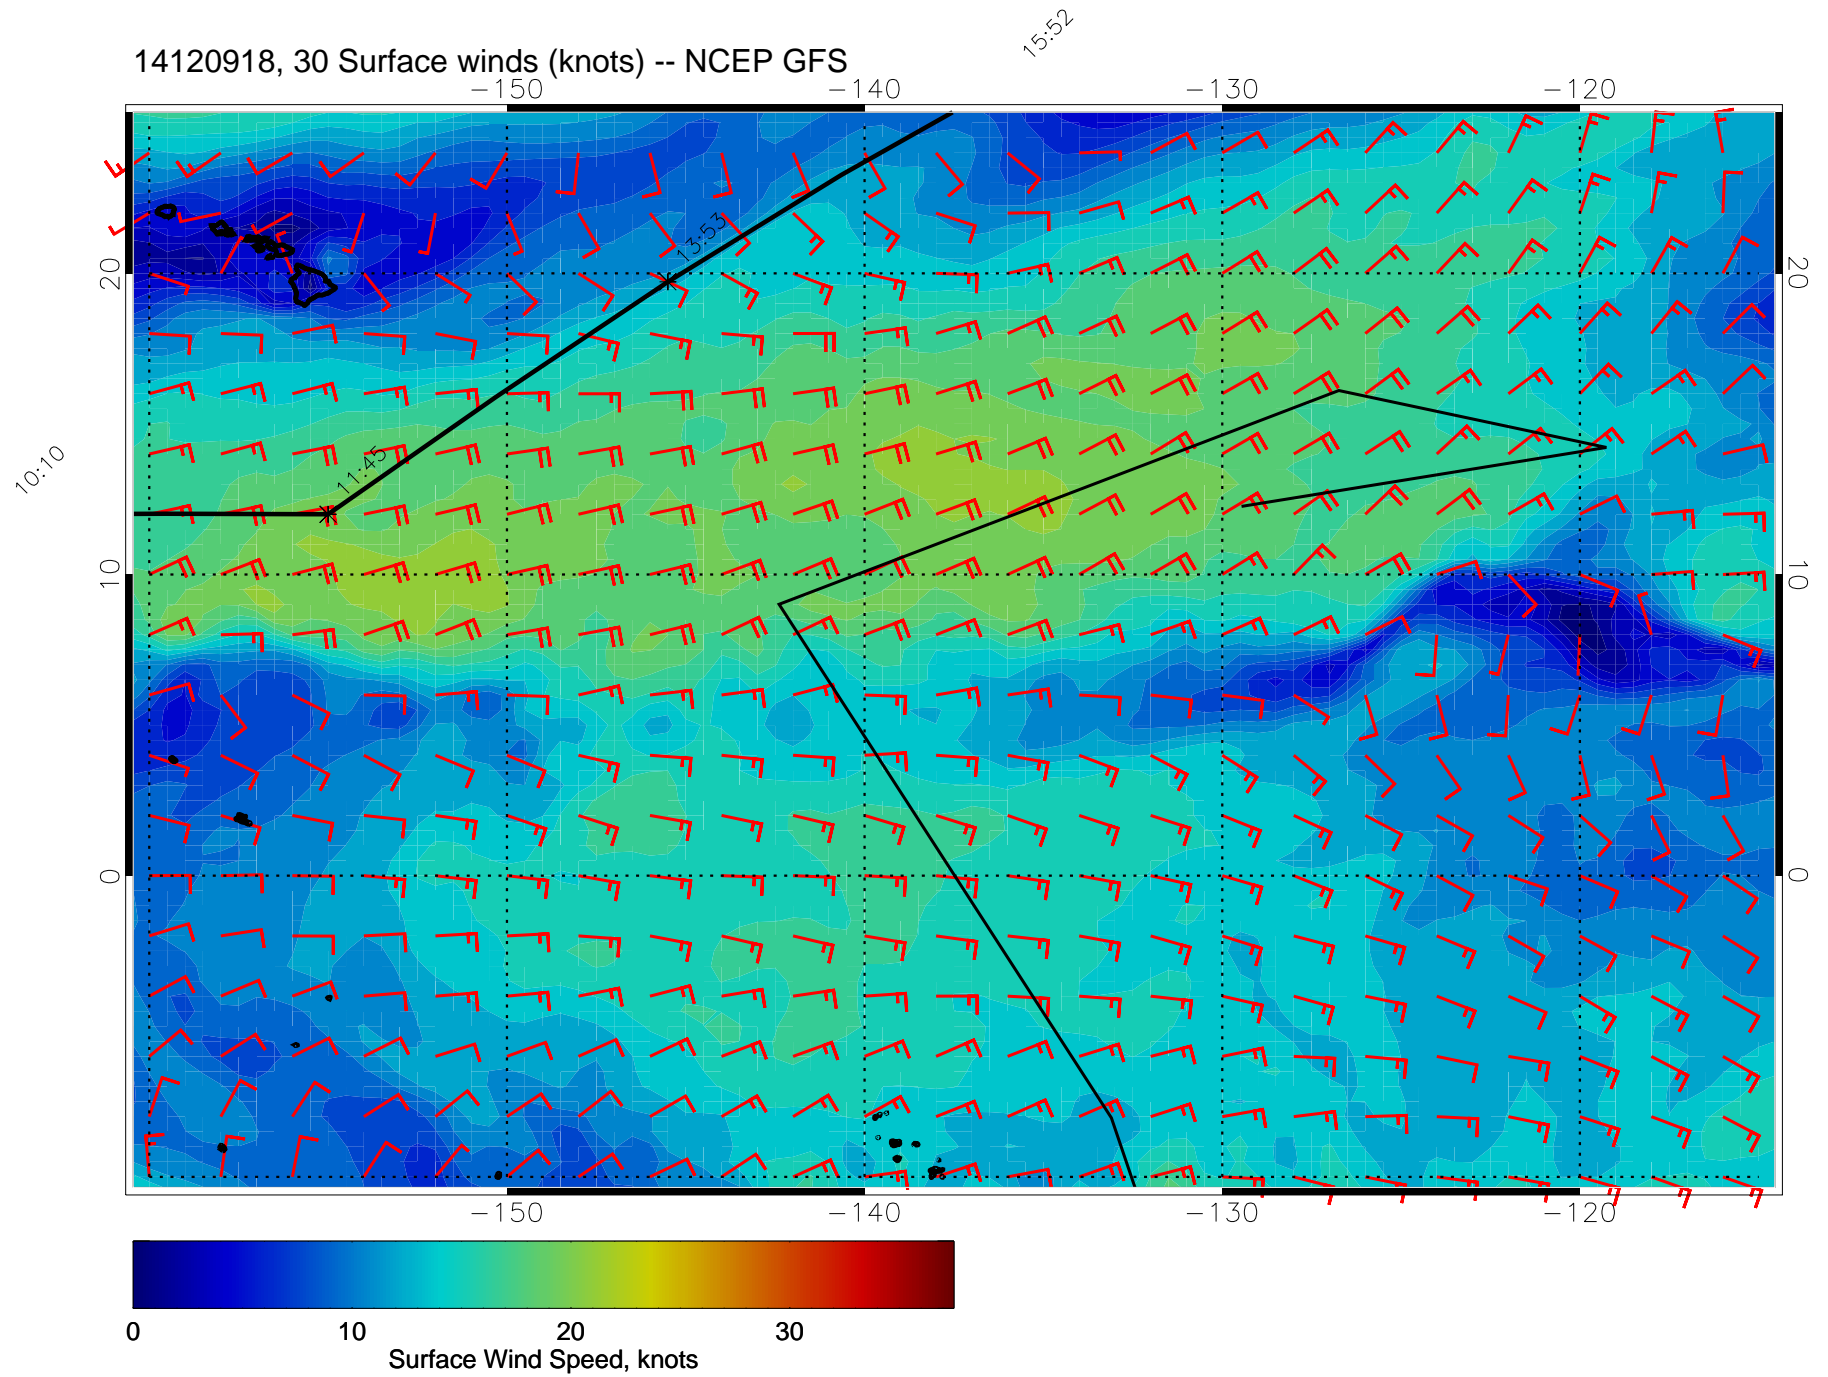 15:52
14120918, 30 Surface winds (knots) -- NCEP GFS
-150 -140 -130 -120
13:53
20 20
11:45
10:10
10 10
0 0
-150 -140 -130 -120
0 10 20 30
Surface Wind Speed, knots